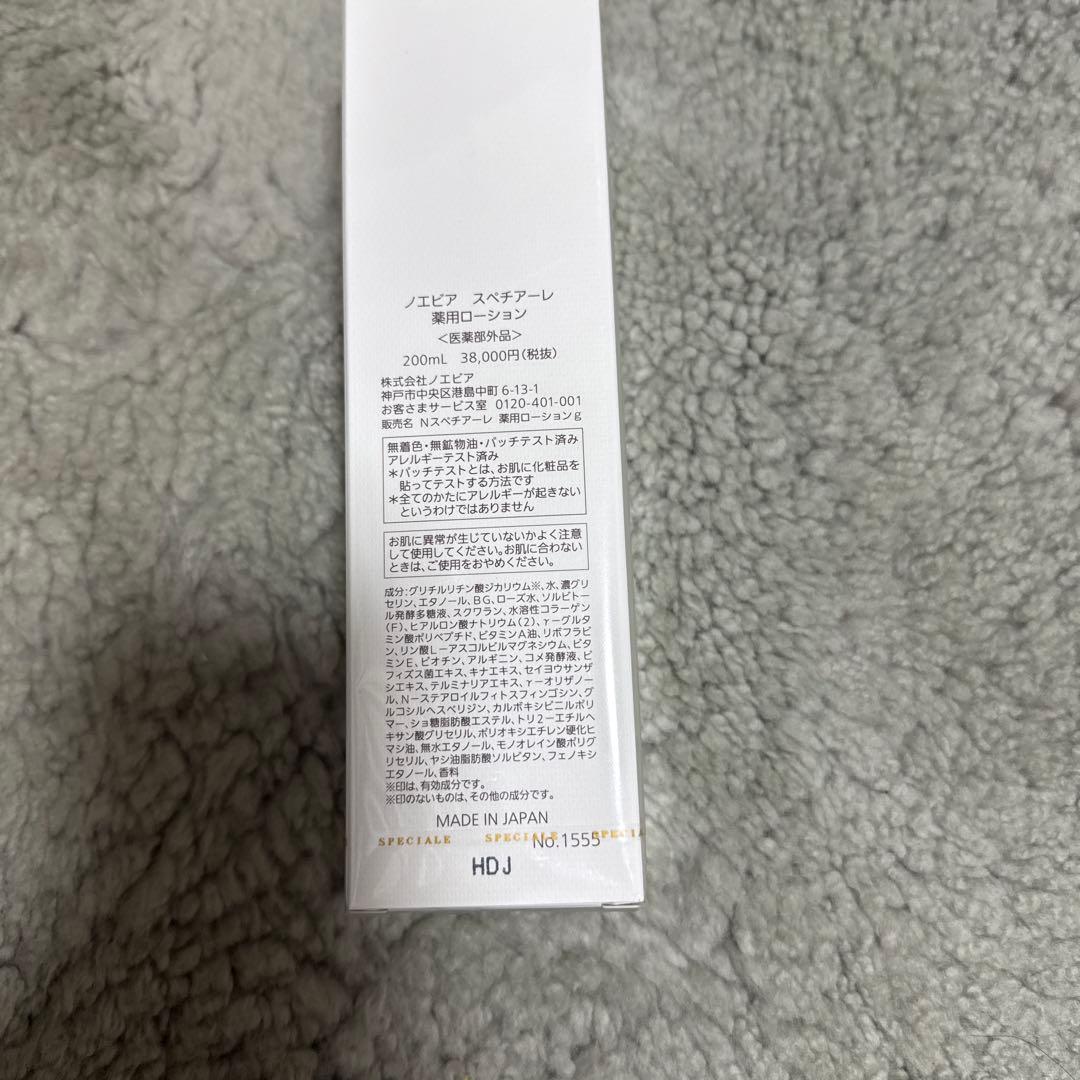 ノエビア　スペチアーレ
薬用ローション
＜医薬部外品＞
200mL　38,000円(税抜)
株式会社ノエビア
神戸市中央区港島中町6-13-1
お客さまサービス室 0120-401-001
販売名 Nスペチアーレ 薬用ローションg
無着色・無鉱物油・パッチテスト済み
アレルギーテスト済み
＊パッチテストとは、お肌に化粧品を
貼ってテストする方法です
＊全てのかたにアレルギーが起きない
というわけではありません
お肌に異常が生じていないかよく注意
して使用してください。お肌に合わない
ときは、ご使用をおやめください。
成分:グリチルリチン酸ジカリウム※、水、濃グリ
セリン、エタノール、BG、ローズ水、ソルビトー
ル発酵多糖液、スクワラン、水溶性コラーゲン
(F)、ヒアルロン酸ナトリウム(2)、γーグルタ
ミン酸ポリペプチド、ビタミンA油、リボフラビ
ン、リン酸Lーアスコルビルマグネシウム、ビタ
ミンE、ビオチン、アルギニン、コメ発酵液、ビ
フィズス菌エキス、キナエキス、セイヨウサンザ
シエキス、テルミナリアエキス、γーオリザノー
ル、Nーステアロイルフィトスフィンゴシン、グ
ルコシルヘスペリジン、カルボキシビニルポリ
マー、ショ糖脂肪酸エステル、トリ2ーエチルヘ
キサン酸グリセリル、ポリオキシエチレン硬化ヒ
マシ油、無水エタノール、モノオレイン酸ポリグ
リセリル、ヤシ油脂肪酸ソルビタン、フェノキシ
エタノール、香料
※印は、有効成分です。
※印のないものは、その他の成分です。
MADE IN JAPAN
SPECIALE SPECIALE SPECIA
No.1555
HDJ